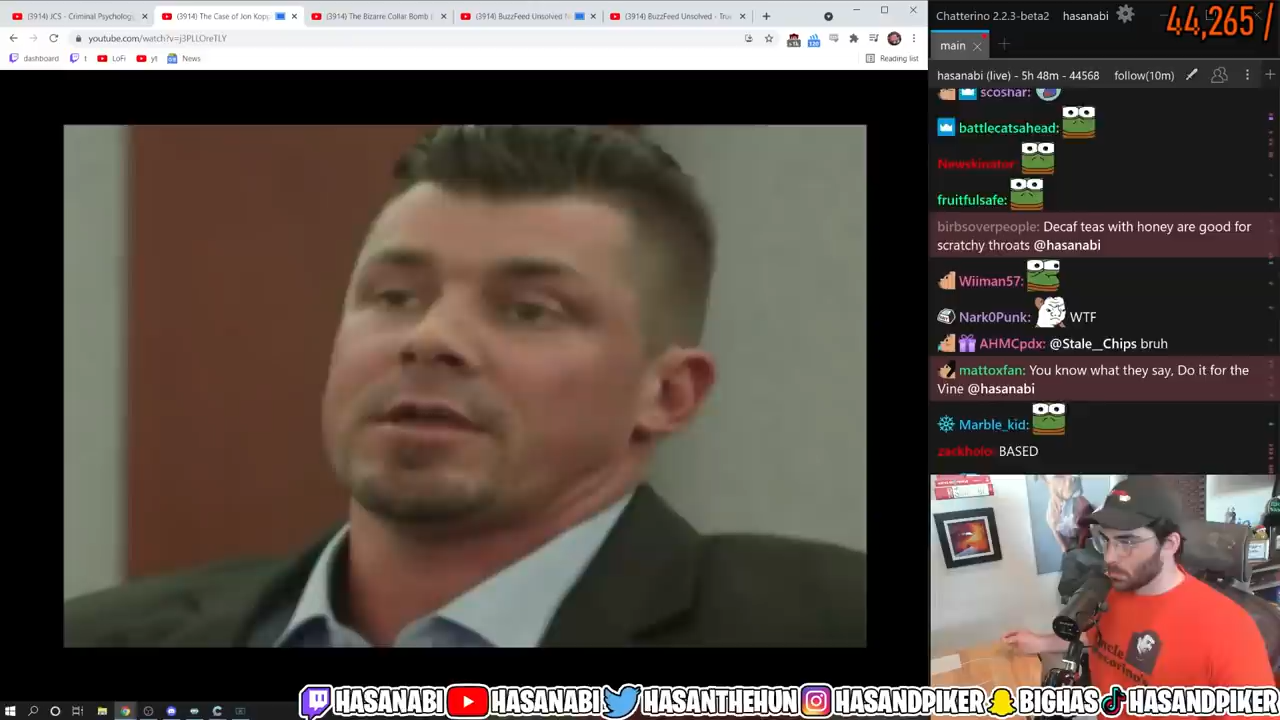 (3914) JCS - Criminal Psychology
(3914) The Case of Jon Kopp
(3914) The Bizarre Collar Bomb
(3914) BuzzFeed Unsolved
(3914) BuzzFeed Unsolved - Tru
youtube.com/watch?v=j3PLLOreTLY
dashboard
t
LoFi
yt
News
Reading list
Chatterino 2.2.3-beta2
hasanabi
44,265 /
main
hasanabi (live) - 5h 48m - 44568
follow(10m)
scoshar:
battlecatsahead:
Newskinator:
fruitfulsafe:
birbsoverpeople: Decaf teas with honey are good for
scratchy throats @hasanabi
Wiiman57:
Nark0Punk: WTF
AHMCpdx: @Stale__Chips bruh
mattoxfan: You know what they say, Do it for the
Vine @hasanabi
Marble_kid:
zackholo: BASED
HASANABI
HASANABI
HASANTHEHUN
HASANDPIKER
BIGHAS
HASANDPIKER